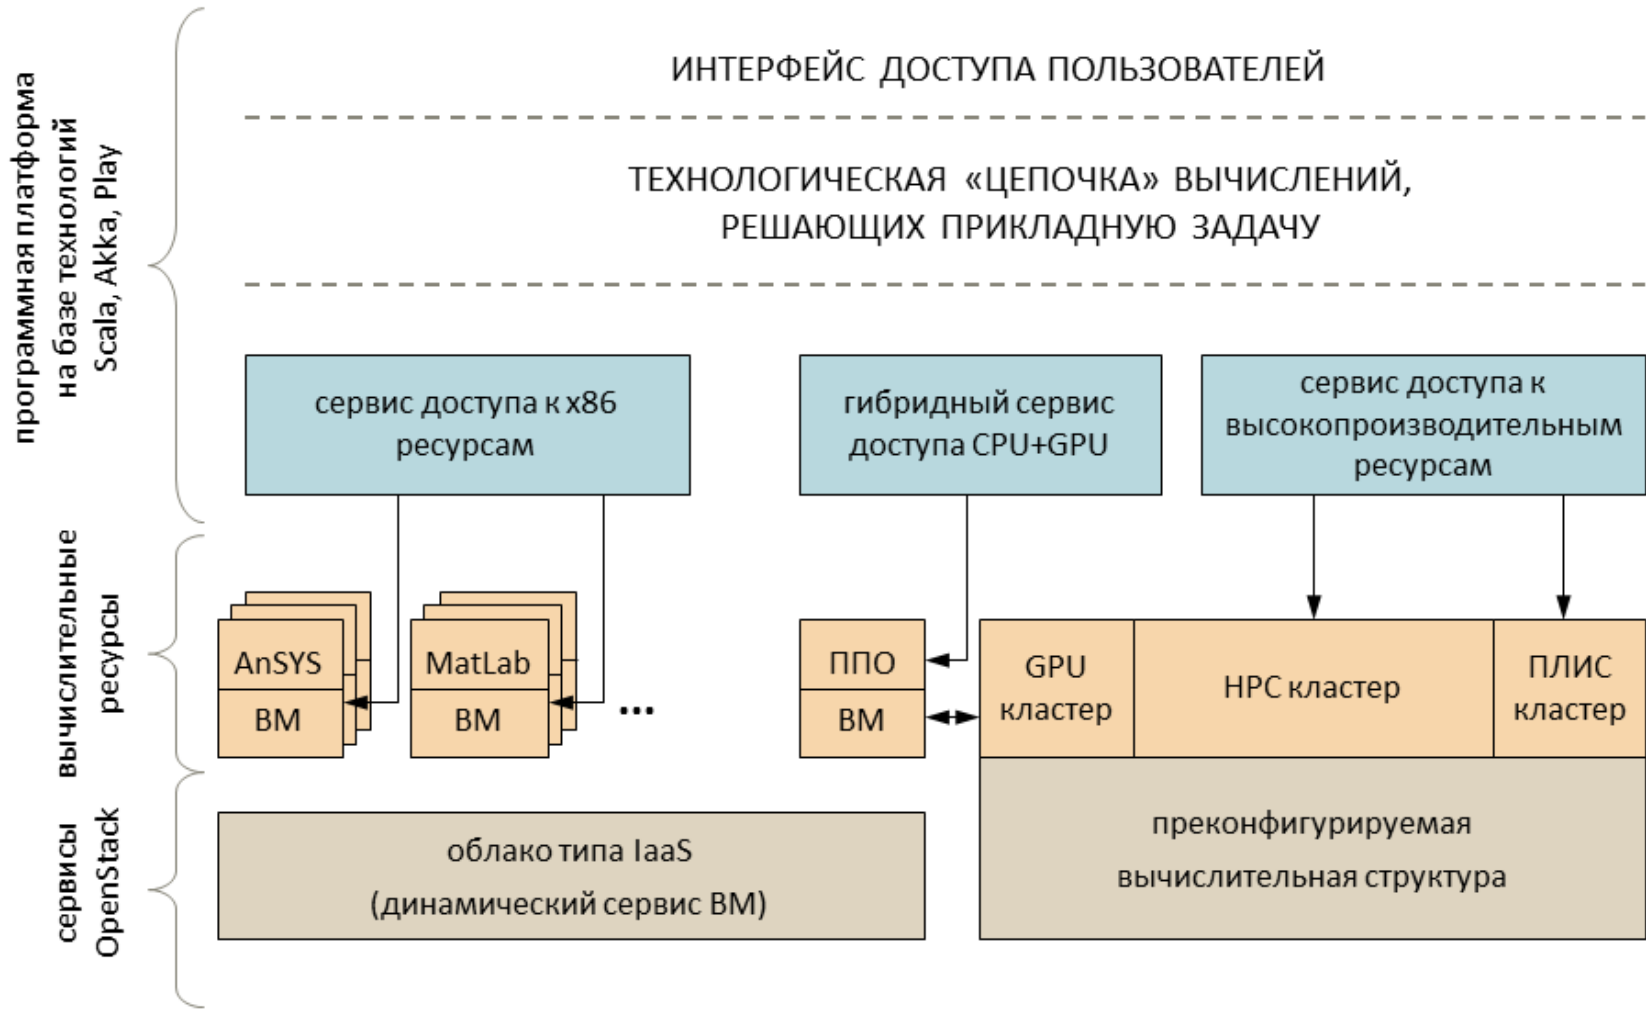 программная платформа
на базе технологий
Scala, Akka, Play
ИНТЕРФЕЙС ДОСТУПА ПОЛЬЗОВАТЕЛЕЙ
ТЕХНОЛОГИЧЕСКАЯ «ЦЕПОЧКА» ВЫЧИСЛЕНИЙ,
РЕШАЮЩИХ ПРИКЛАДНУЮ ЗАДАЧУ
сервис доступа к x86
ресурсам
гибридный сервис
доступа CPU+GPU
сервис доступа к
высокопроизводительным
ресурсам
вычислительные
ресурсы
AnSYS
ВМ
MatLab
ВМ
...
ППО
ВМ
GPU
кластер
HPC кластер
ПЛИС
кластер
сервисы
OpenStack
облако типа IaaS
(динамический сервис ВМ)
преконфигурируемая
вычислительная структура